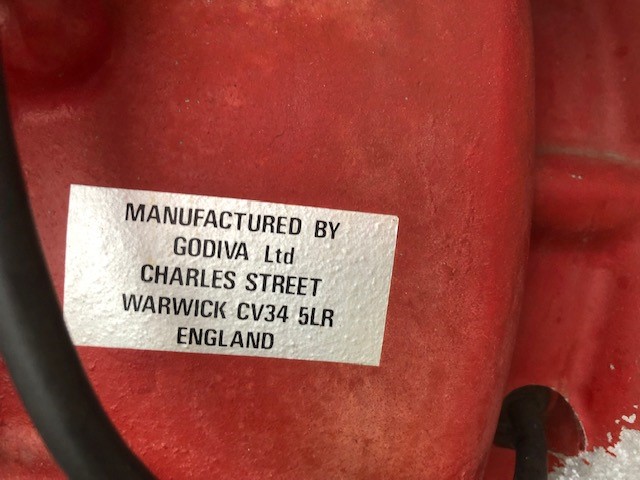 MANUFACTURED BY
GODIVA Ltd
CHARLES STREET
WARWICK CV34 5LR
ENGLAND